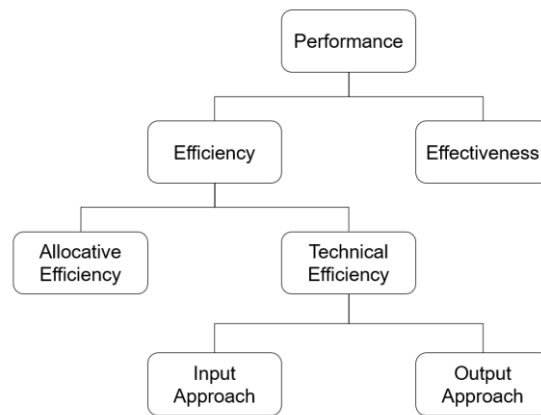 Performance
Efficiency
Effectiveness
Allocative
Efficiency
Technical
Efficiency
Input
Approach
Output
Approach